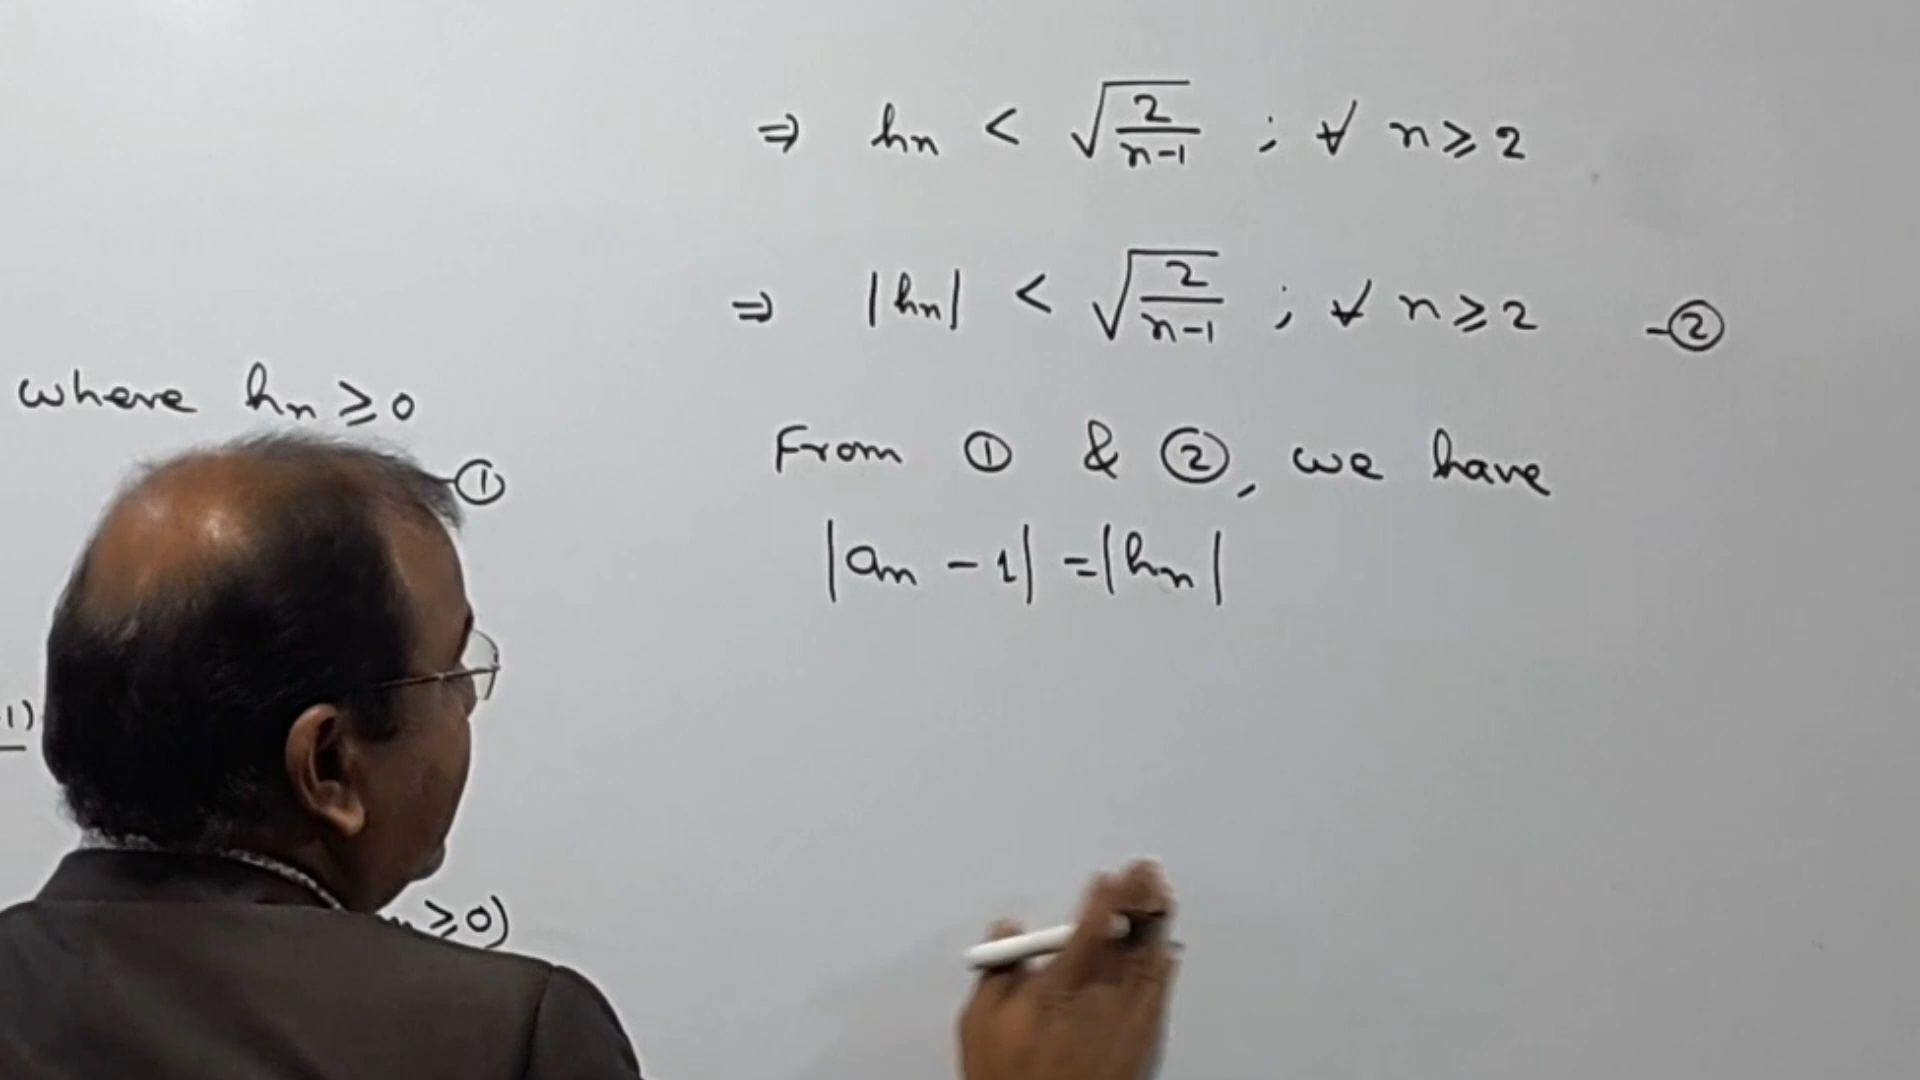 where hn ⩾ 0
-①
-1)
n ⩾ 0)
⇒ hn < √(2/(n-1)) ; ∀ n ⩾ 2
⇒ |hn| < √(2/(n-1)) ; ∀ n ⩾ 2 -②
From ① & ②, we have
|an - 1| = |hn|